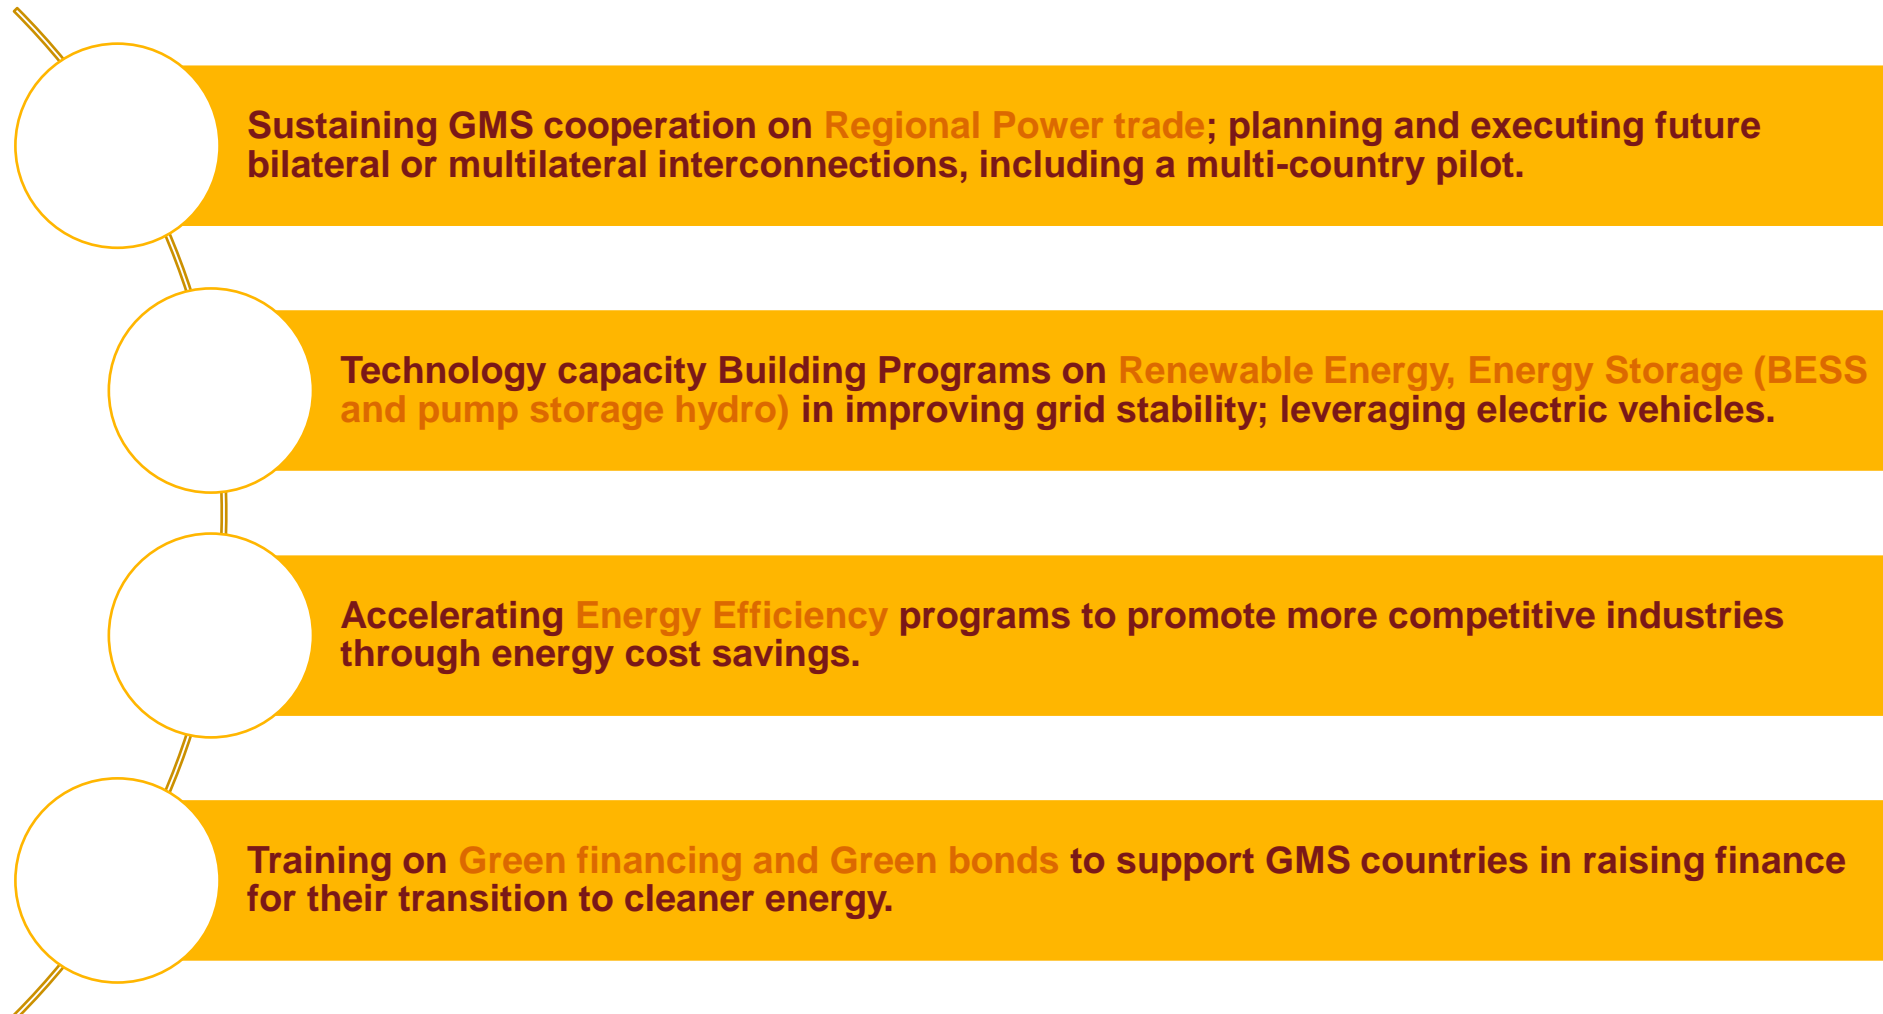 Sustaining GMS cooperation on Regional Power trade; planning and executing future
bilateral or multilateral interconnections, including a multi-country pilot.
Technology capacity Building Programs on Renewable Energy, Energy Storage (BESS
and pump storage hydro) in improving grid stability; leveraging electric vehicles.
Accelerating Energy Efficiency programs to promote more competitive industries
through energy cost savings.
Training on Green financing and Green bonds to support GMS countries in raising finance
for their transition to cleaner energy.